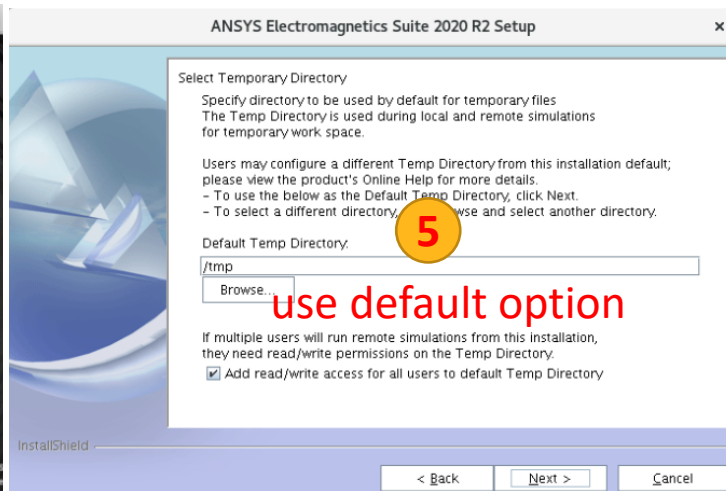 ANSYS Electromagnetics Suite 2020 R2 Setup
×
Select Temporary Directory
Specify directory to be used by default for temporary files
The Temp Directory is used during local and remote simulations
for temporary work space.
Users may configure a different Temp Directory from this installation default;
please view the product's Online Help for more details.
- To use the below as the Default Temp Directory, click Next.
- To select a different directory, wse and select another directory.
5
Default Temp Directory:
/tmp
Browse...
use default option
If multiple users will run remote simulations from this installation,
they need read/write permissions on the Temp Directory.
Add read/write access for all users to default Temp Directory
InstallShield
< Back
Next >
Cancel